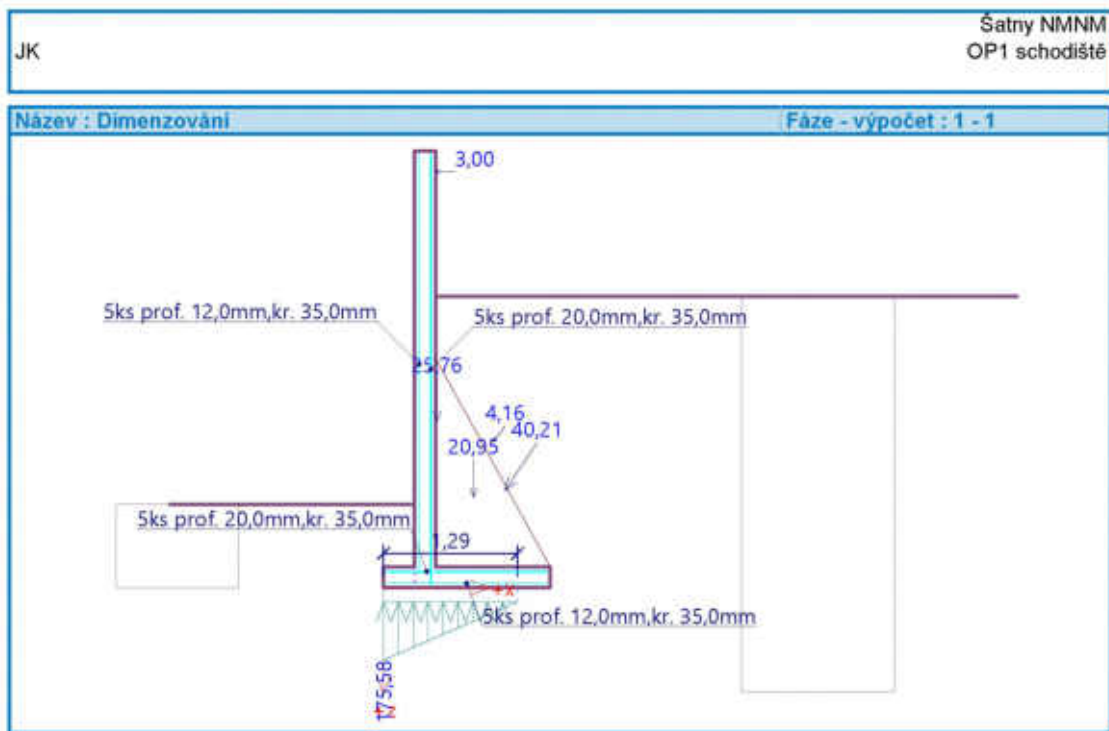 Šatny NMNM
JK
OP1 schodiště
Název : Dimenzování
Fáze - výpočet : 1 - 1
3,00
5ks prof. 12,0mm,kr. 35,0mm
5ks prof. 20,0mm,kr. 35,0mm
25,76
4,16
40,21
20,95
5ks prof. 20,0mm,kr. 35,0mm
1,29
+x
5ks prof. 12,0mm,kr. 35,0mm
175,58
+z